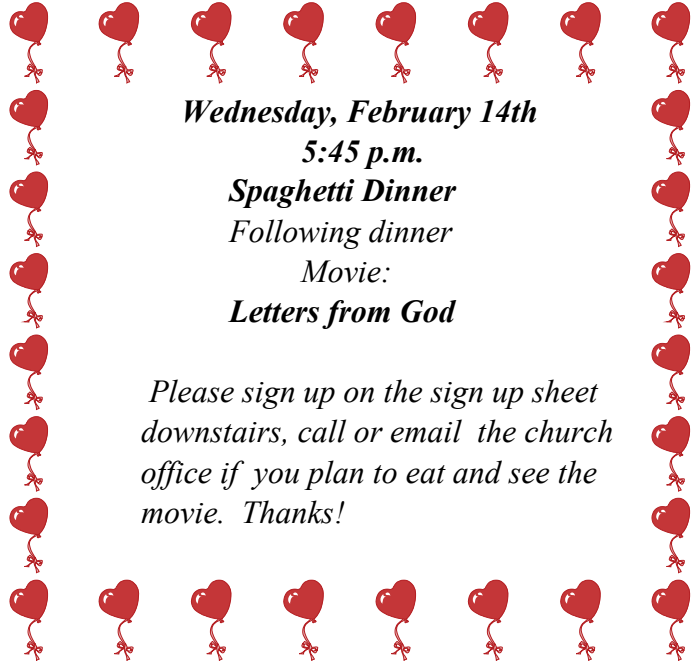 Wednesday, February 14th
5:45 p.m.
Spaghetti Dinner
Following dinner
Movie:
Letters from God
Please sign up on the sign up sheet
downstairs, call or email  the church
office if  you plan to eat and see the
movie.  Thanks!